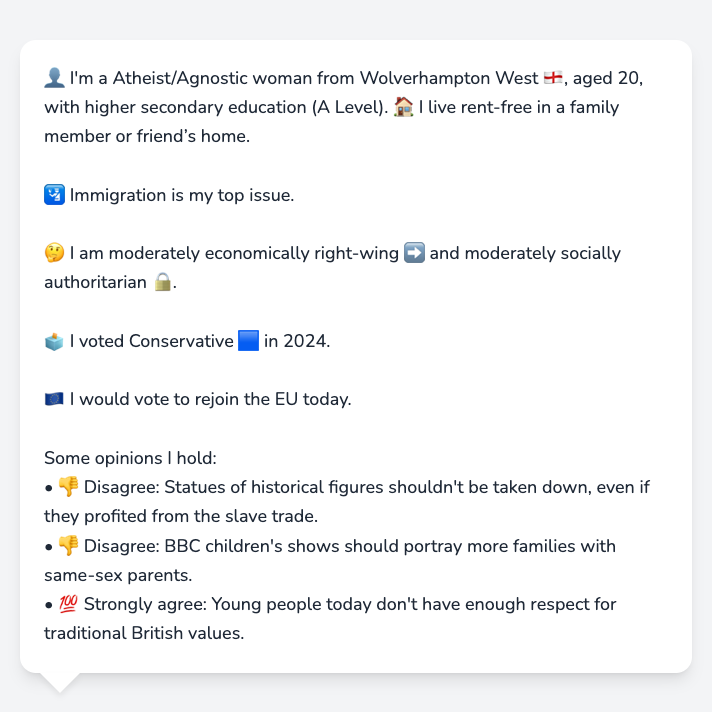 👤 I'm a Atheist/Agnostic woman from Wolverhampton West 🏴󠁧󠁢󠁥󠁮󠁧󠁿, aged 20,
with higher secondary education (A Level). 🏠 I live rent-free in a family
member or friend’s home.
🛂 Immigration is my top issue.
🤔 I am moderately economically right-wing ➡️ and moderately socially
authoritarian 🔒.
🗳️ I voted Conservative 🟦 in 2024.
🇪🇺 I would vote to rejoin the EU today.
Some opinions I hold:
• 👎 Disagree: Statues of historical figures shouldn't be taken down, even if
they profited from the slave trade.
• 👎 Disagree: BBC children's shows should portray more families with
same-sex parents.
• 💯 Strongly agree: Young people today don't have enough respect for
traditional British values.